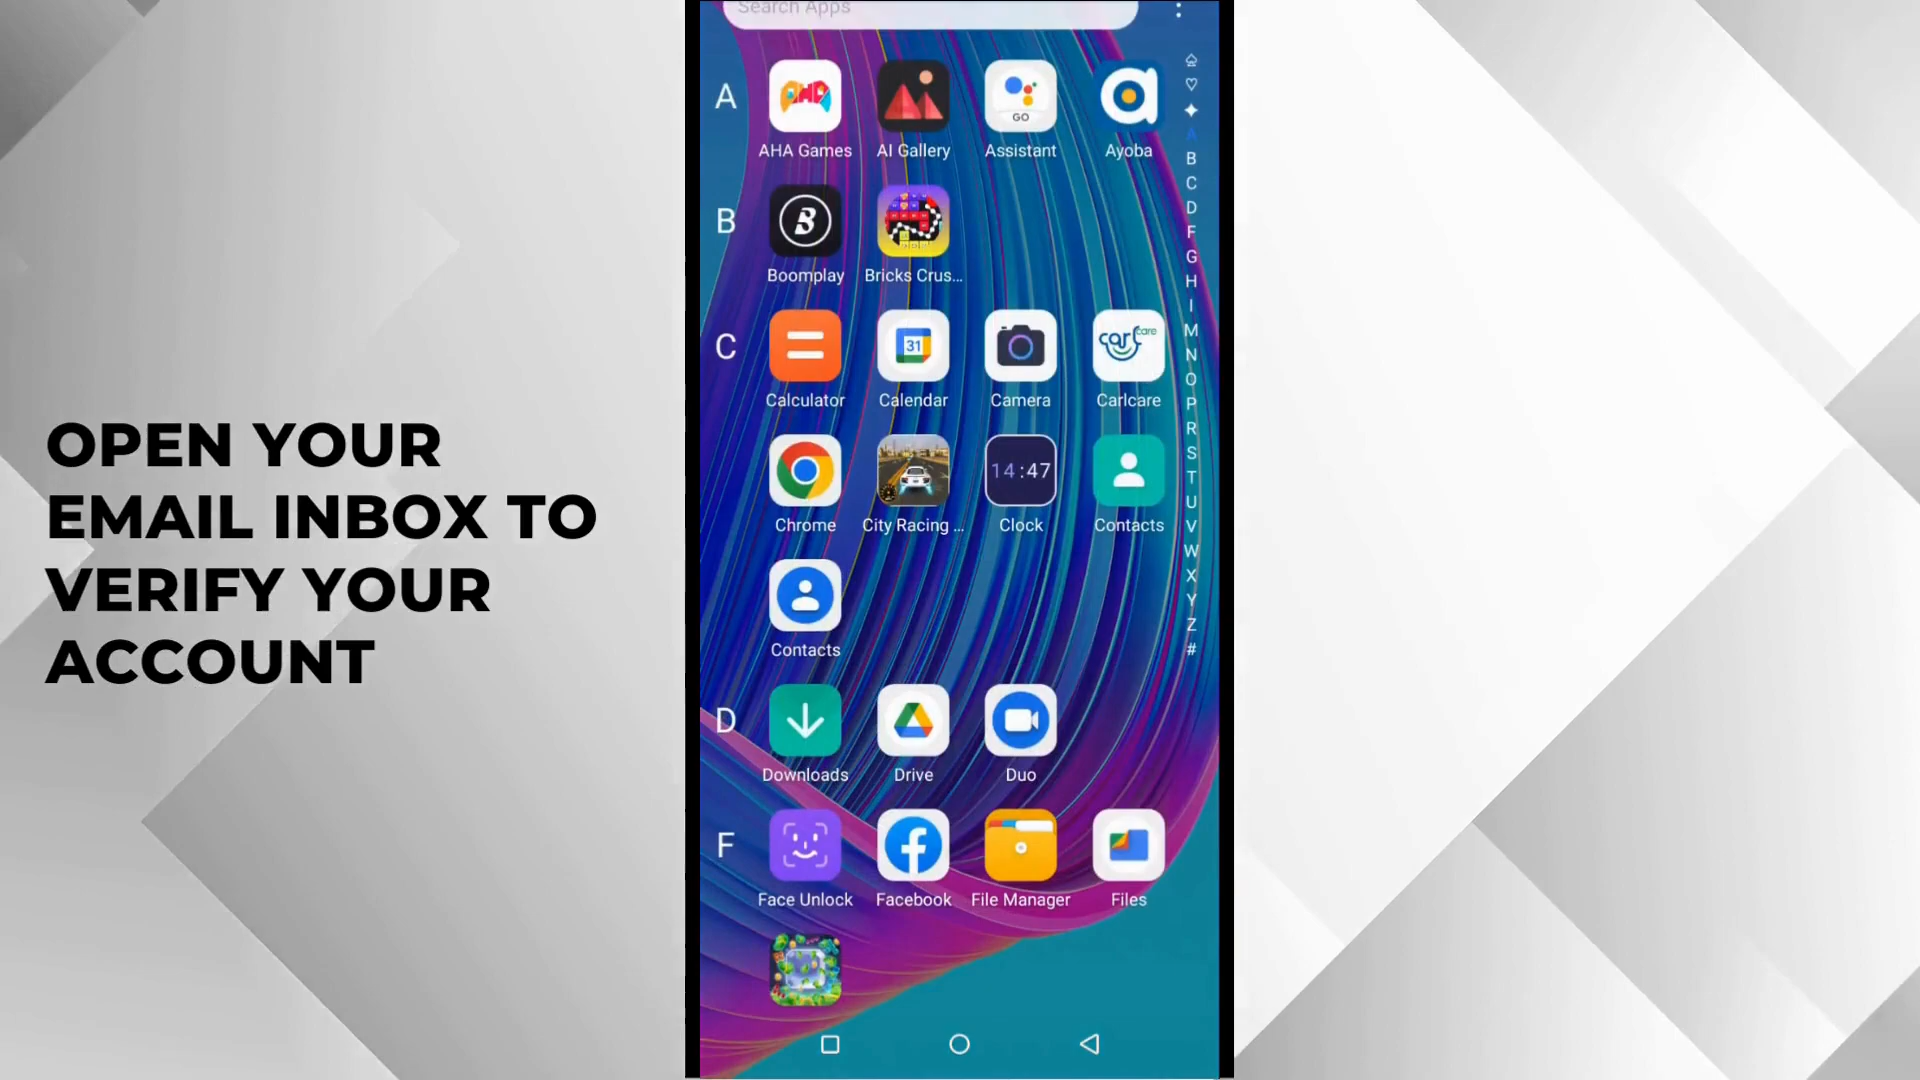 Search Apps
OPEN YOUR
EMAIL INBOX TO
VERIFY YOUR
ACCOUNT
A
AHA
GO
a
AHA Games
AI Gallery
Assistant
Ayoba
B
B
Boomplay
Bricks Crus...
C
31
carlcare
Calculator
Calendar
Camera
Carlcare
14:47
Chrome
City Racing ...
Clock
Contacts
Contacts
D
Downloads
Drive
Duo
F
f
Face Unlock
Facebook
File Manager
Files
A
B
C
D
F
G
H
I
M
N
O
P
R
S
T
U
V
W
X
Y
Z
#